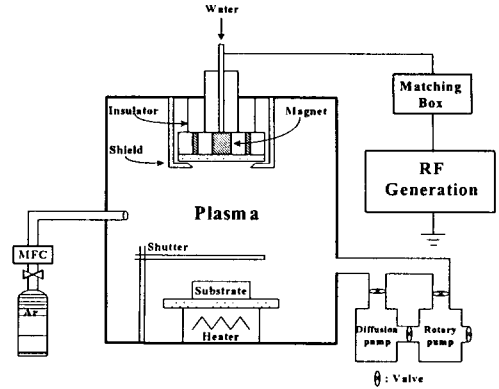 Water
Insulator
Magnet
Matching
Box
Shield
RF
Generation
Plasma
MFC
Shutter
Substrate
Ar
Heater
Diffusion
pump
Rotary
pump
: Valve